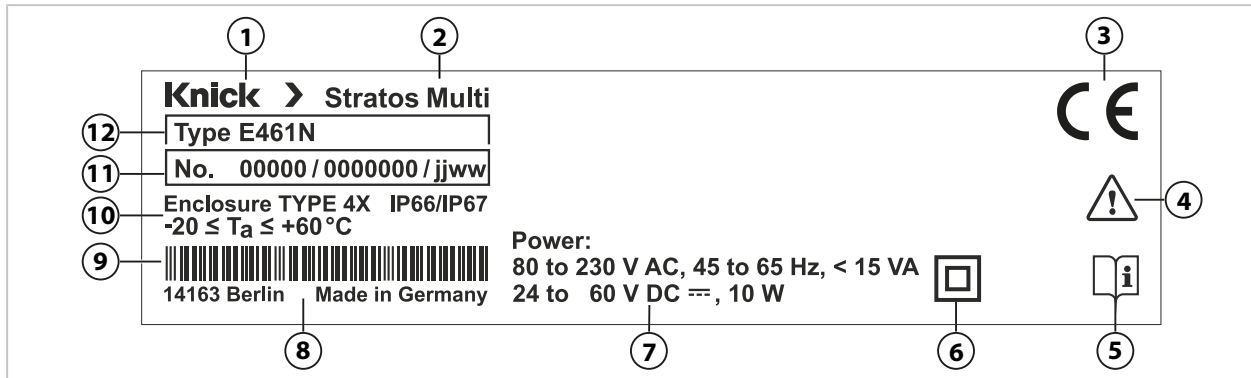 1 2 3
Knick > Stratos Multi CE
12 Type E461N
11 No. 00000 / 0000000 / jjww
4
10 Enclosure TYPE 4X IP66/IP67
-20 ≤ Ta ≤ +60 °C
9
Power:
80 to 230 V AC, 45 to 65 Hz, < 15 VA
i
14163 Berlin Made in Germany
24 to 60 V DC ⎓, 10 W
8 7 6 5